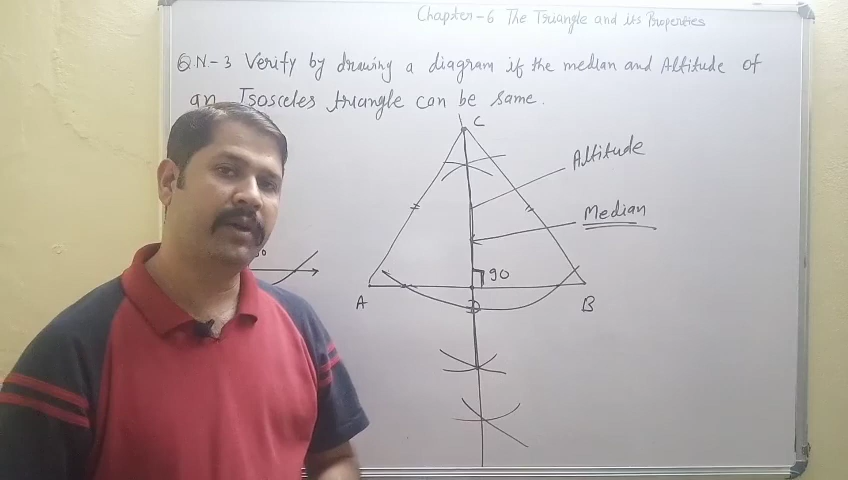 Chapter-6 The Triangle and its Properties
Q.N-3 Verify by drawing a diagram if the median and Altitude of
an Isosceles triangle can be same.
C
Altitude
Median
90
A
B